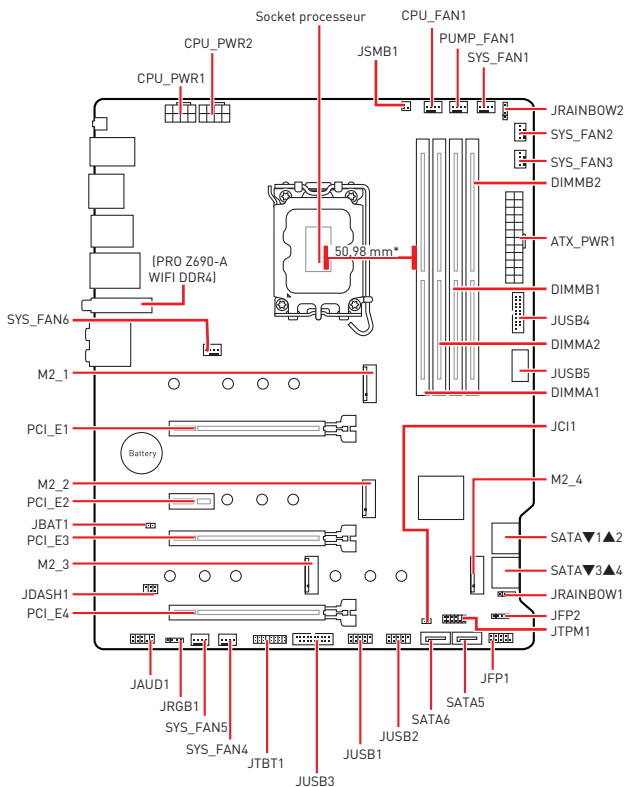 Socket processeur
CPU_FAN1
PUMP_FAN1
SYS_FAN1
CPU_PWR2
JSMB1
CPU_PWR1
JRAINBOW2
SYS_FAN2
SYS_FAN3
DIMMB2
ATX_PWR1
50,98 mm*
(PRO Z690-A
WIFI DDR4)
DIMMB1
SYS_FAN6
JUSB4
DIMMA2
M2_1
JUSB5
DIMMA1
PCI_E1
JCI1
Battery
M2_2
M2_4
PCI_E2
JBAT1
PCI_E3
SATA▼1▲2
M2_3
SATA▼3▲4
JDASH1
JRAINBOW1
PCI_E4
JFP2
JTPM1
JAUD1
JFP1
JRGB1
SATA5
SYS_FAN5
SATA6
SYS_FAN4
JUSB2
JTBT1
JUSB1
JUSB3